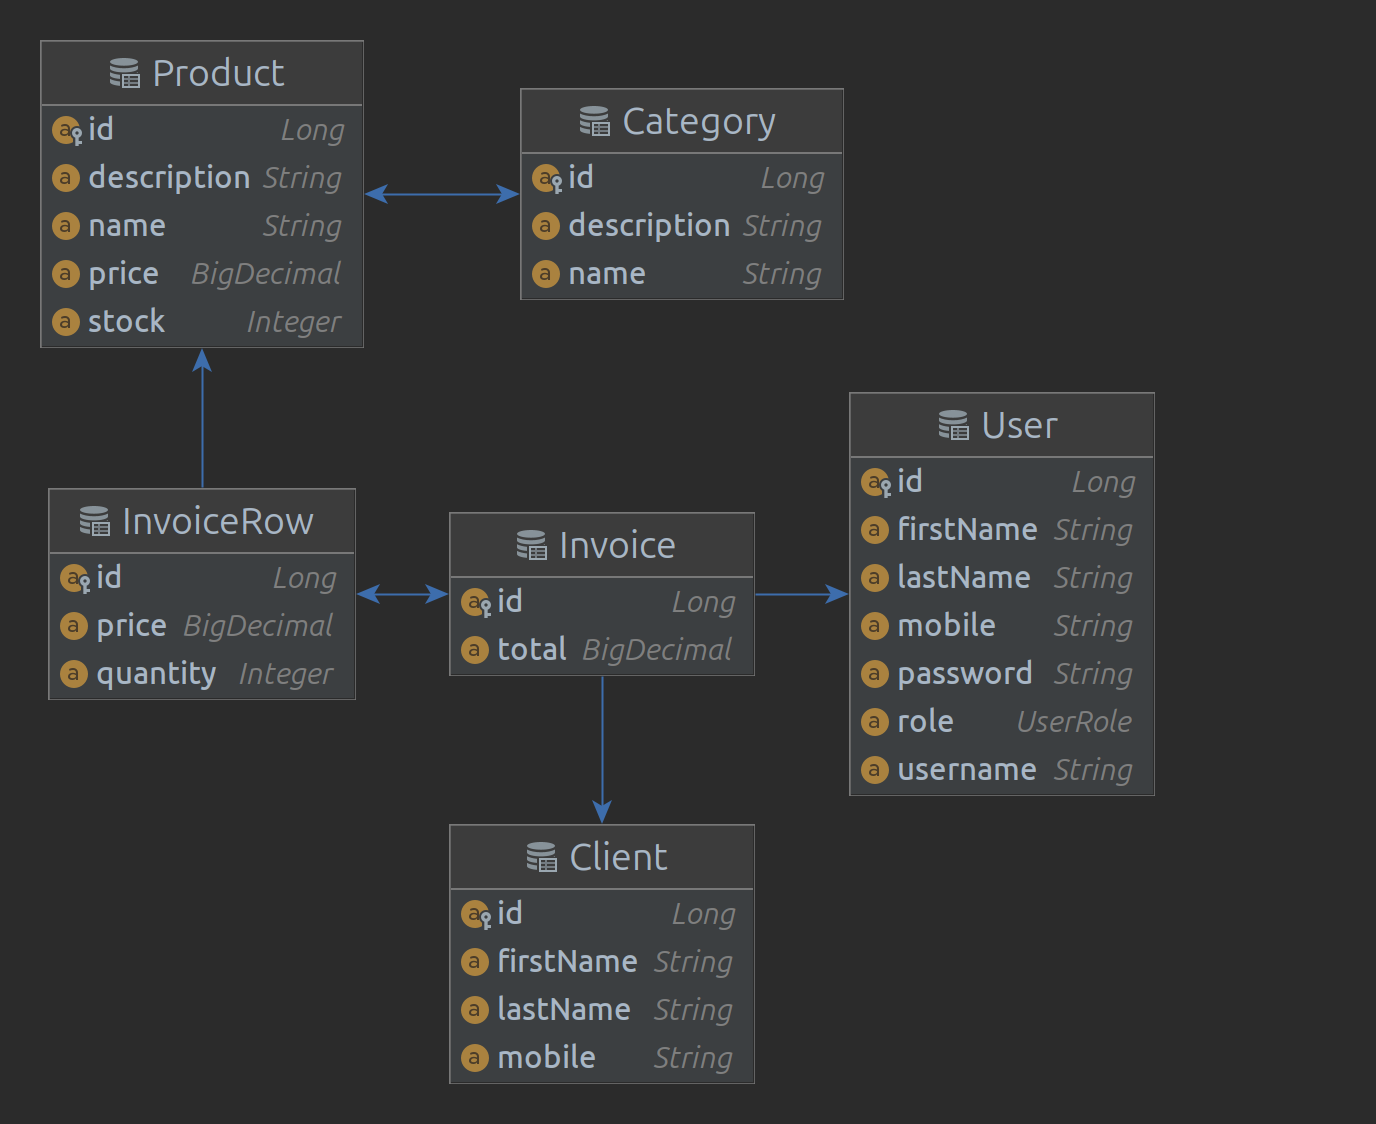 Product
id Long
description String
name String
price BigDecimal
stock Integer
Category
id Long
description String
name String
User
id Long
firstName String
lastName String
mobile String
password String
role UserRole
username String
InvoiceRow
id Long
price BigDecimal
quantity Integer
Invoice
id Long
total BigDecimal
Client
id Long
firstName String
lastName String
mobile String